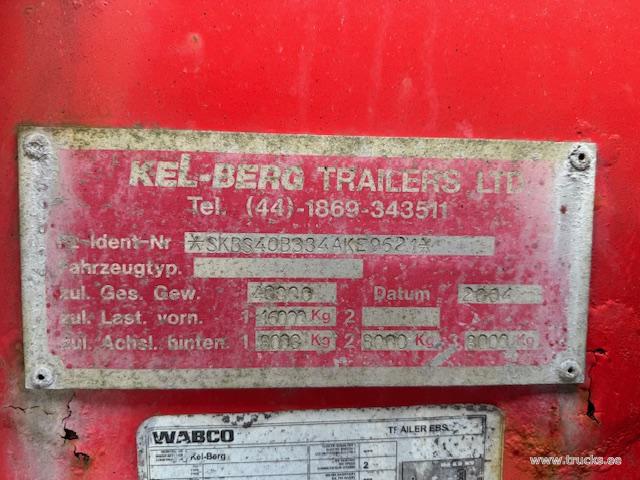 KEL-BERG TRAILERS LTD
Tel. (44)-1869-343511
-Ident-Nr *SKBS40B334AKE9621*
Fahrzeugtyp.
zul. Ges. Gew. Datum 2004
zul. Last. vorn. 1 16000 Kg 2
zul. Achsl. hinten. 1 8000 Kg 2 8000 Kg 3 8000 Kg
WABCO TRAILER EBS
Kel-Berg
2
www.trucks.ee